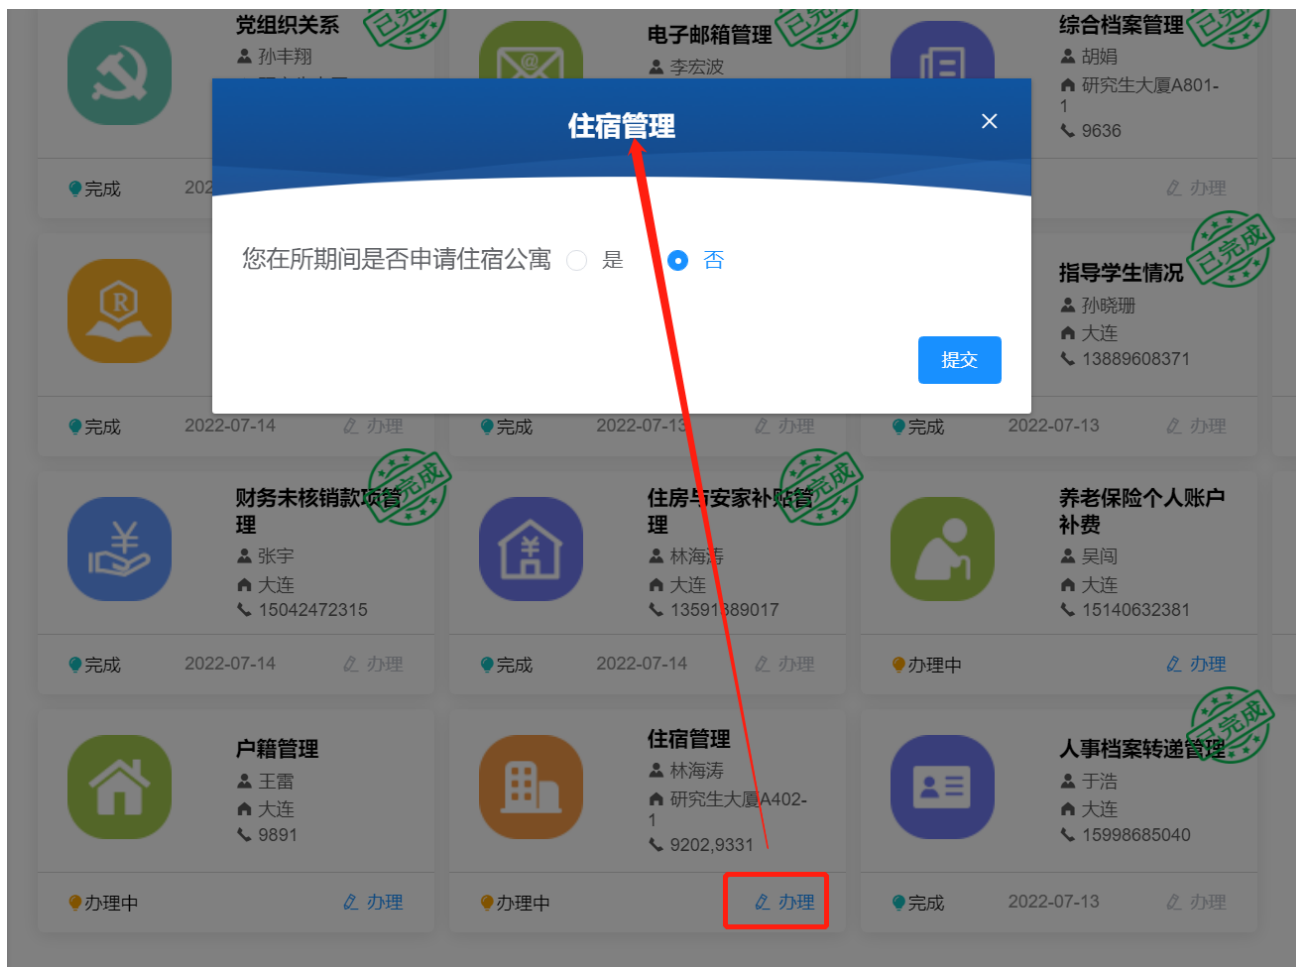 党组织关系
孙丰翔
已完成
电子邮箱管理
李宏波
已完成
综合档案管理
胡娟
研究生大厦A801-
1
9636
已完成
住宿管理
完成
202
办理
您在所期间是否申请住宿公寓 是 否
提交
R
指导学生情况
孙晓珊
大连
13889608371
已完成
完成 2022-07-14 办理
完成 2022-07-13 办理
完成 2022-07-13 办理
财务未核销款项管
理
张宇
大连
15042472315
已完成
住房与安家补贴管
理
林海涛
大连
13591389017
已完成
养老保险个人账户
补费
吴闯
大连
15140632381
完成 2022-07-14 办理
完成 2022-07-14 办理
办理中 办理
户籍管理
王雷
大连
9891
住宿管理
林海涛
研究生大厦A402-
1
9202,9331
人事档案转递管理
于浩
大连
15998685040
已完成
办理中 办理
办理中 办理
完成 2022-07-13 办理